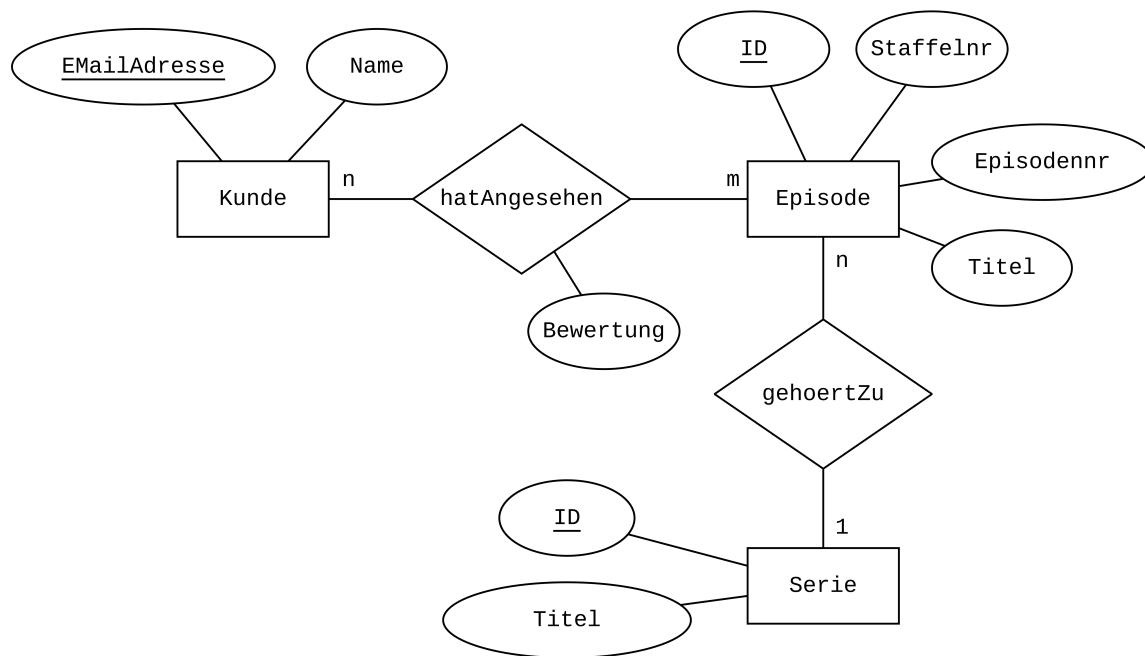 ID
Staffelnr
EMailAdresse
Name
Episodennr
n
m
Kunde
hatAngesehen
Episode
n
Titel
Bewertung
gehoertZu
ID
1
Serie
Titel